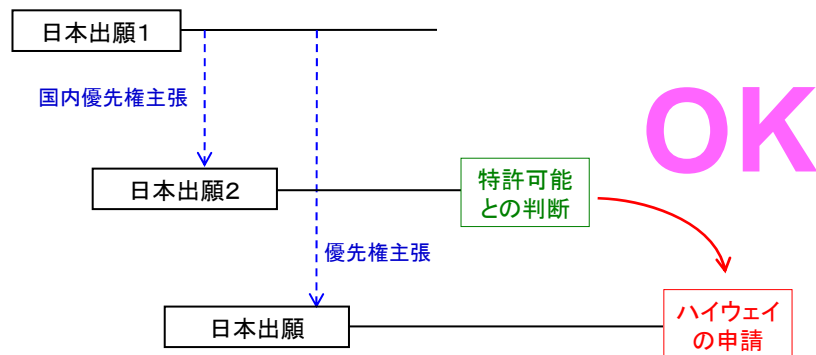 日本出願1
国内優先権主張
OK
日本出願2
特許可能
との判断
優先権主張
日本出願
ハイウェイ
の申請